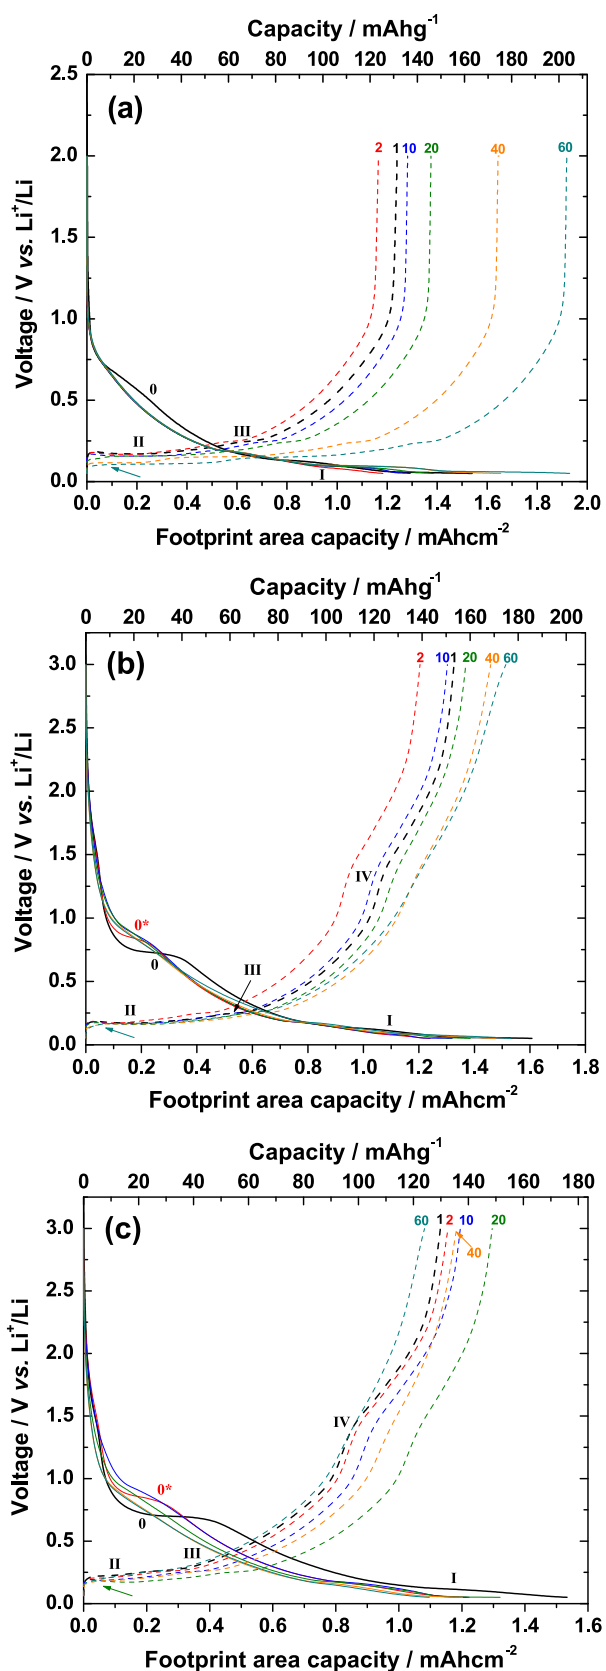 Capacity / mAhg-1
0 30 60 90 120 150 180 210
(a)
2.5
2.0
1.5
1.0
0.5
0.0
Voltage / V vs. Li+/Li
2 1 10 20 40 60
0
II
III
I
0.0 0.2 0.4 0.6 0.8 1.0 1.2 1.4 1.6 1.8 2.0
Footprint area capacity / mAhcm-2
Capacity / mAhg-1
0 20 40 60 80 100 120 140 160 180 200
(b)
3.0
2.5
2.0
1.5
1.0
0.5
0.0
Voltage / V vs. Li+/Li
2 10 1 20 40 60
IV
0*
0
III
II
I
0.0 0.2 0.4 0.6 0.8 1.0 1.2 1.4 1.6 1.8
Footprint area capacity / mAhcm-2
Capacity / mAhg-1
0 20 40 60 80 100 120 140 160 180
(c)
3.0
2.5
2.0
1.5
1.0
0.5
0.0
Voltage / V vs. Li+/Li
60 1 2 10 20
40
IV
0*
0
III
II
I
0.0 0.2 0.4 0.6 0.8 1.0 1.2 1.4 1.6
Footprint area capacity / mAhcm-2